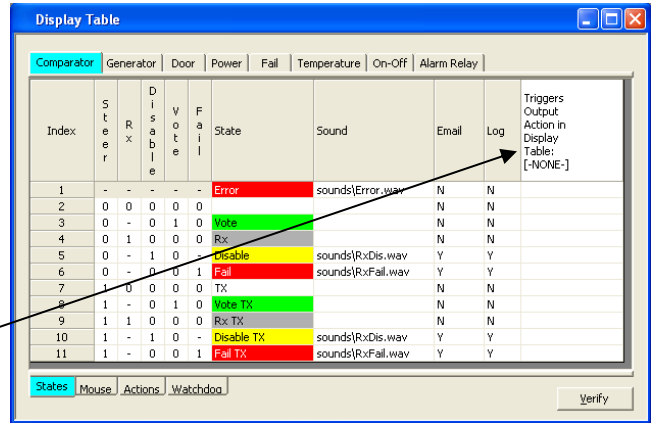 Display Table
Comparator Generator Door Power Fail Temperature On-Off Alarm Relay
Index Steer Rx Disable Vote Fail State Sound Email Log Triggers Output Action in Display Table: [-NONE-]
1 - - - - - Error sounds\Error.wav N N
2 0 0 0 0 0 N N
3 0 - 0 1 0 Vote N N
4 0 1 0 0 0 Rx N N
5 0 - 1 0 - Disable sounds\RxDis.wav Y Y
6 0 - 0 0 1 Fail sounds\RxFail.wav Y Y
7 1 0 0 0 0 TX N N
8 1 - 0 1 0 Vote TX N N
9 1 1 0 0 0 Rx TX N N
10 1 - 1 0 - Disable TX sounds\RxDis.wav Y Y
11 1 - 0 0 1 Fail TX sounds\RxFail.wav Y Y
States Mouse Actions Watchdog
Verify